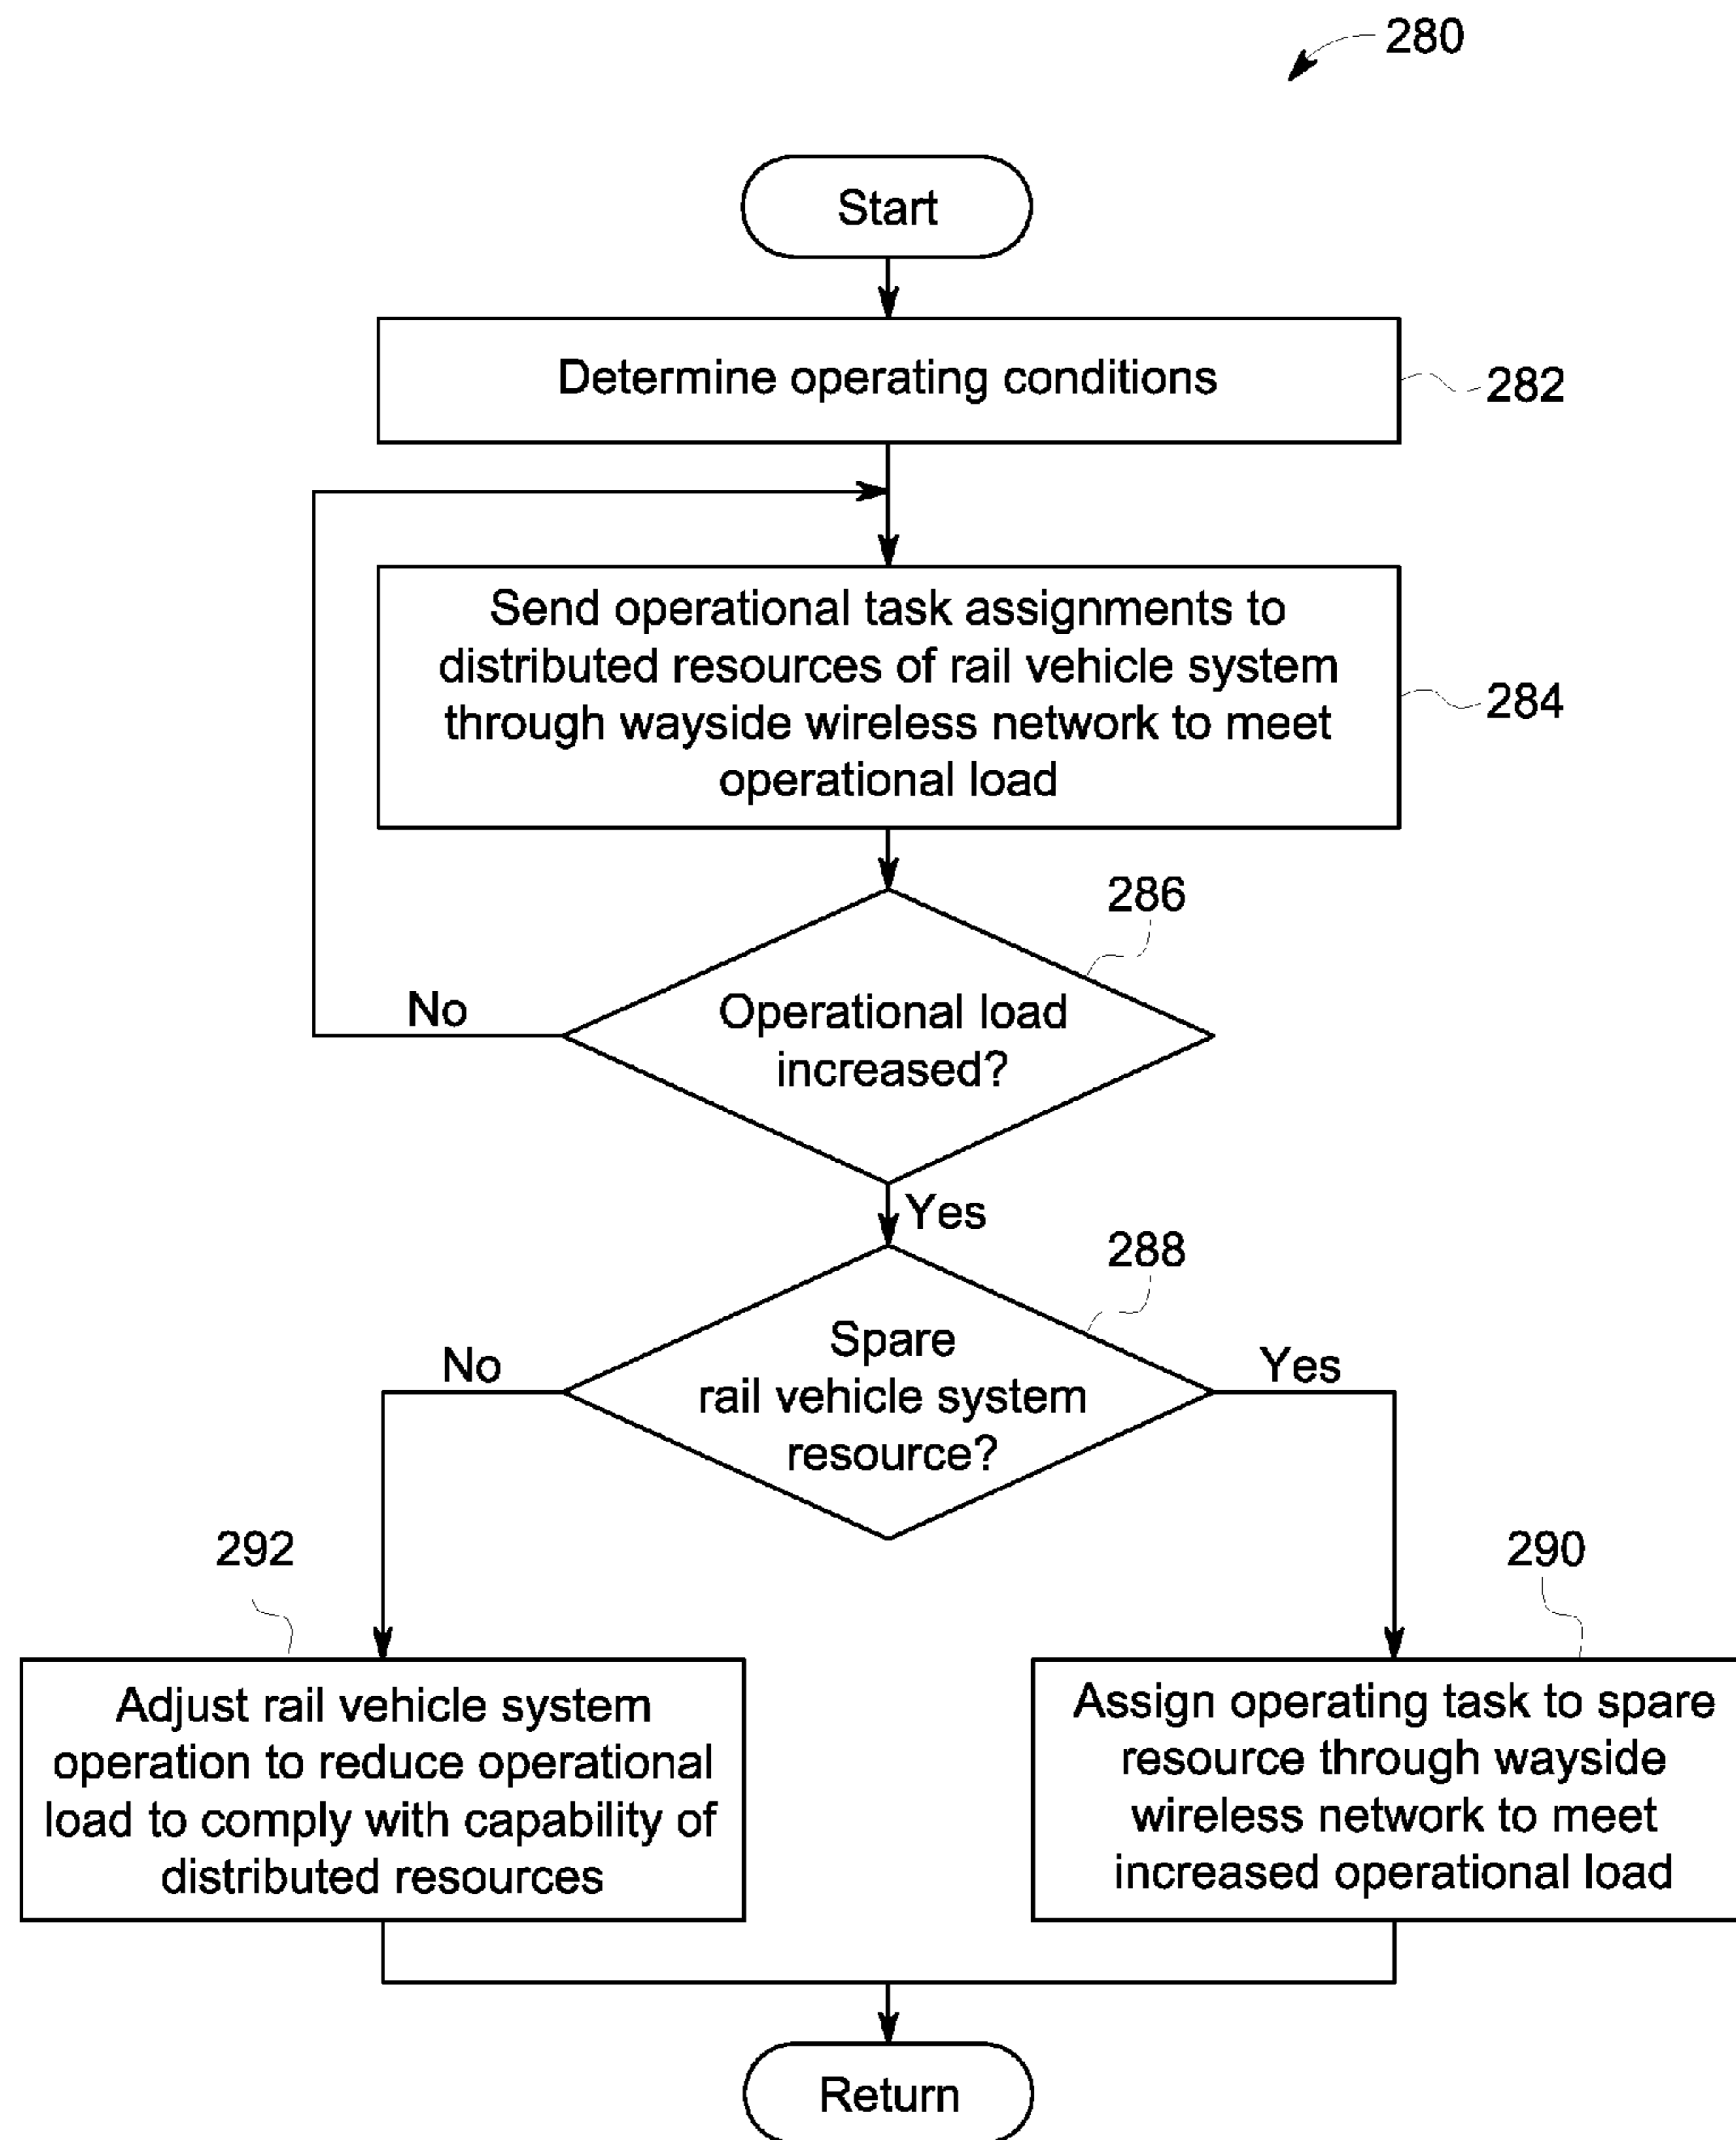 280
Start
Determine operating conditions
282
Send operational task assignments to
distributed resources of rail vehicle system
through wayside wireless network to meet
operational load
284
286
Operational load
increased?
No
Yes
288
Spare
rail vehicle system
resource?
No
Yes
292
Adjust rail vehicle system
operation to reduce operational
load to comply with capability of
distributed resources
290
Assign operating task to spare
resource through wayside
wireless network to meet
increased operational load
Return